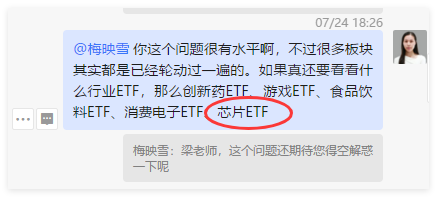 07/24 18:26
@梅映雪 你这个问题很有水平啊，不过很多板块
其实都是已经轮动过一遍的。如果真还要看看什
么行业ETF，那么创新药ETF、游戏ETF、食品饮
料ETF、消费电子ETF、芯片ETF
梅映雪：梁老师，这个问题还期待您得空解惑
一下呢